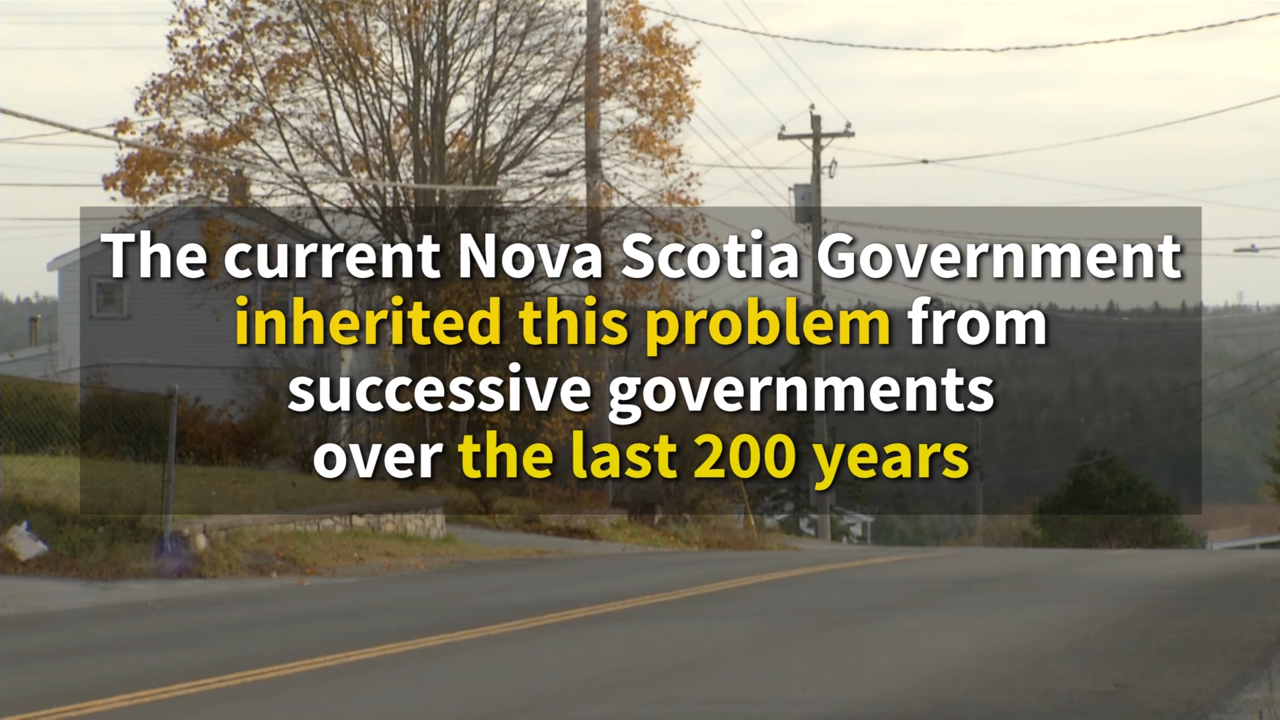 The current Nova Scotia Government
inherited this problem from
successive governments
over the last 200 years